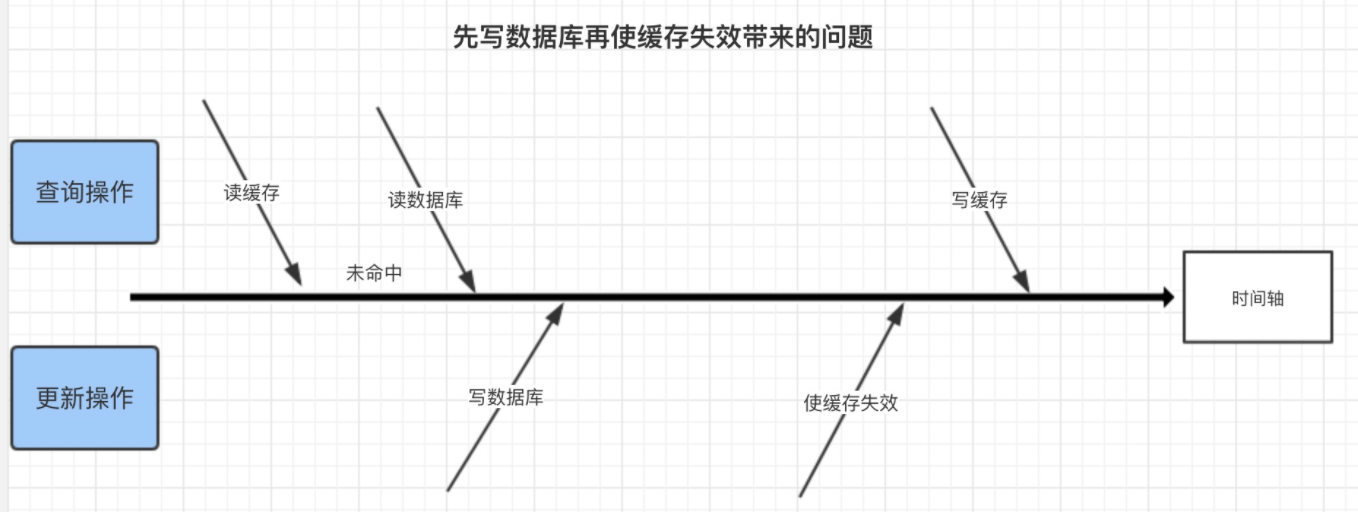 先写数据库再使缓存失效带来的问题
查询操作
读缓存
读数据库
写缓存
未命中
时间轴
更新操作
写数据库
使缓存失效